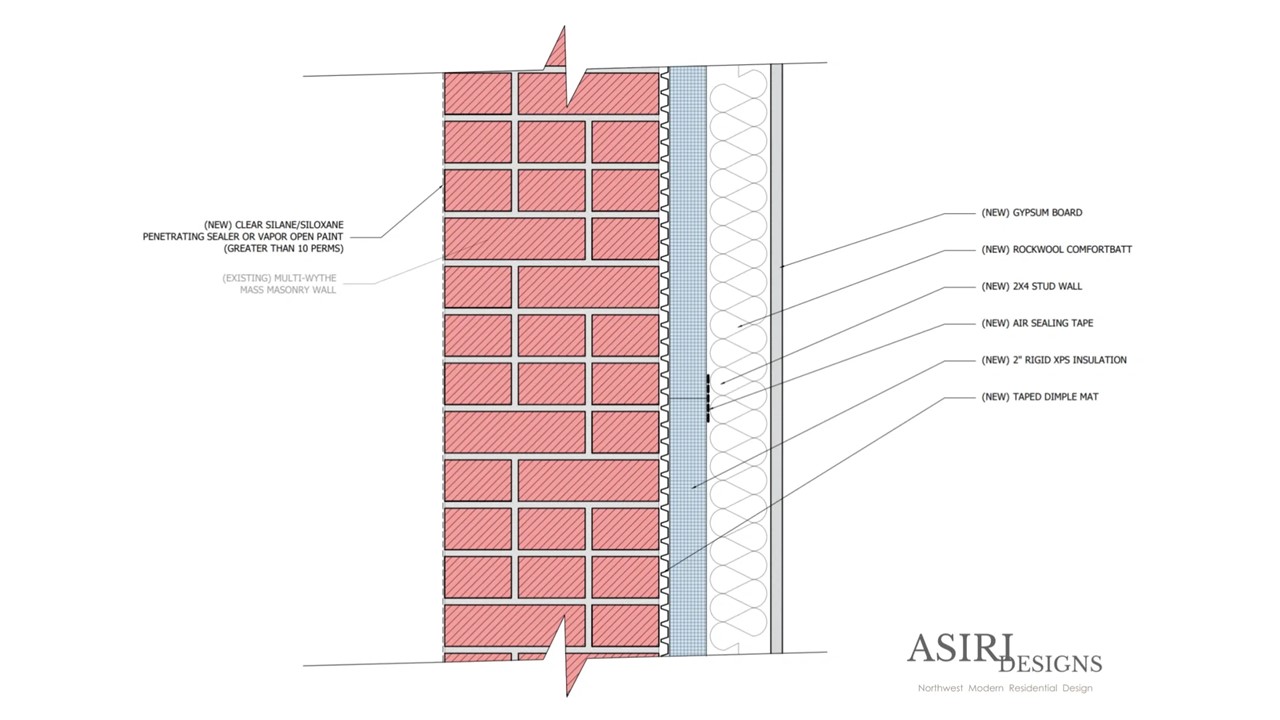 (NEW) CLEAR SILANE/SILOXANE
PENETRATING SEALER OR VAPOR OPEN PAINT
(GREATER THAN 10 PERMS)
(EXISTING) MULTI-WYTHE
MASS MASONRY WALL
(NEW) GYPSUM BOARD
(NEW) ROCKWOOL COMFORTBATT
(NEW) 2X4 STUD WALL
(NEW) AIR SEALING TAPE
(NEW) 2" RIGID XPS INSULATION
(NEW) TAPED DIMPLE MAT
ASIRI
DESIGNS
Northwest Modern Residential Design